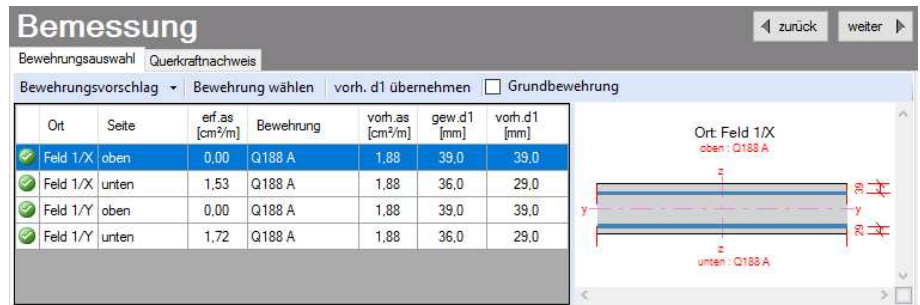 Bemessung
zurück weiter
Bewehrungsauswahl Querkraftnachweis
Bewehrungsvorschlag Bewehrung wählen vorh. d1 übernehmen Grundbewehrung
Ort Seite erf.as [cm²/m] Bewehrung vorh.as [cm²/m] gew.d1 [mm] vorh.d1 [mm]
Feld 1/X oben 0,00 Q188 A 1,88 39,0 39,0
Feld 1/X unten 1,53 Q188 A 1,88 36,0 29,0
Feld 1/Y oben 0,00 Q188 A 1,88 39,0 39,0
Feld 1/Y unten 1,72 Q188 A 1,88 36,0 29,0
Ort: Feld 1/X
oben : Q188 A
z
39
y y
29
z
unten : Q188 A